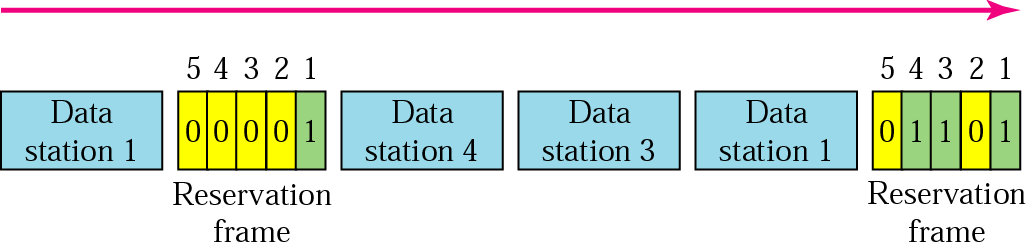 5 4 3 2 1
5 4 3 2 1
Data
station 1
0 0 0 0 1
Data
station 4
Data
station 3
Data
station 1
0 1 1 0 1
Reservation
frame
Reservation
frame